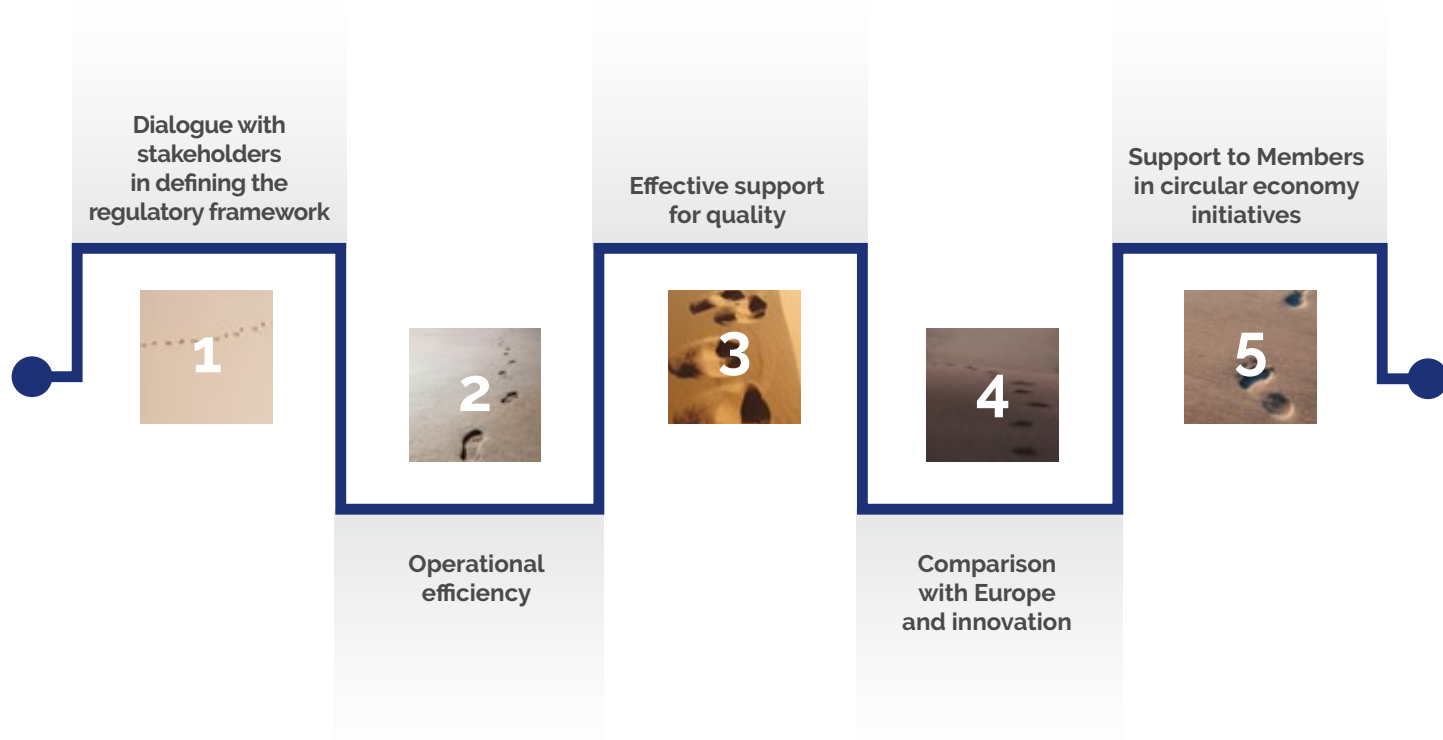 Dialogue with
stakeholders
in defining the
regulatory framework
1
2
Operational
efficiency
Effective support
for quality
3
4
Comparison
with Europe
and innovation
Support to Members
in circular economy
initiatives
5